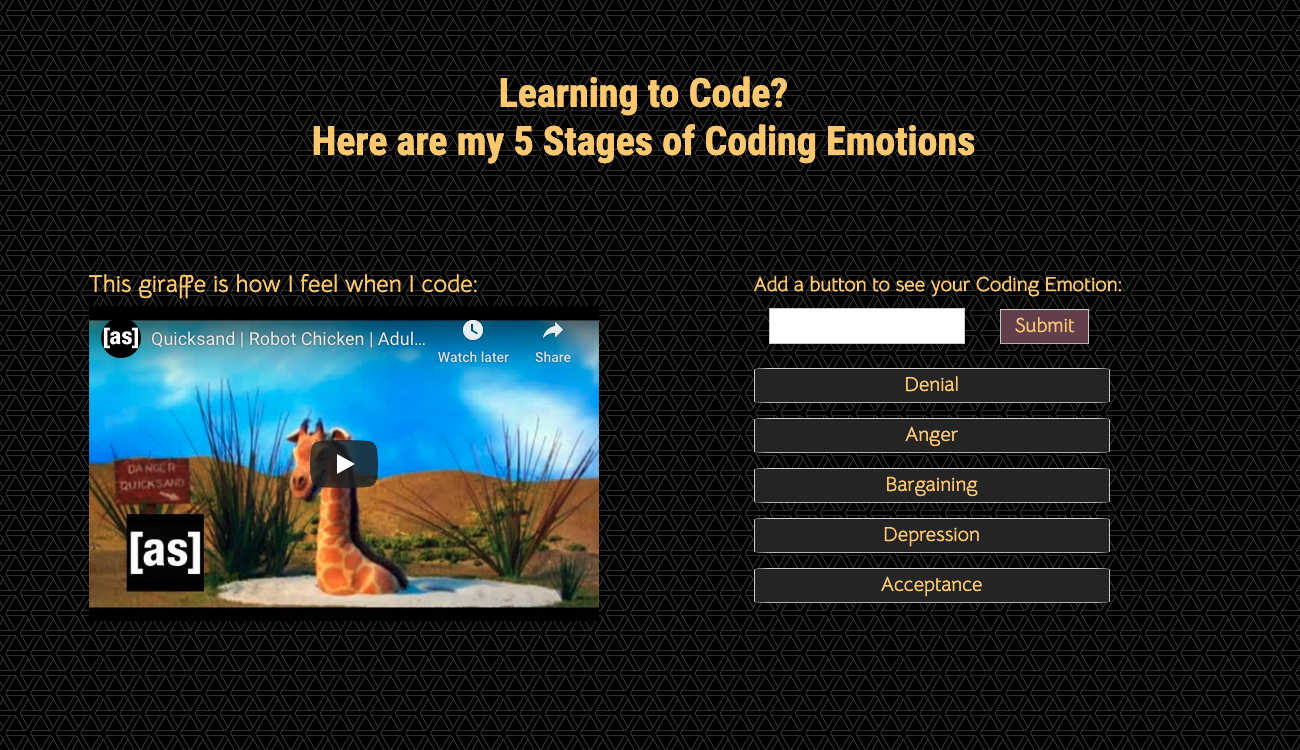 Learning to Code?
Here are my 5 Stages of Coding Emotions
This giraffe is how I feel when I code:
[as]
Quicksand | Robot Chicken | Adul...
Watch later
Share
DANGER
QUICKSAND
[as]
Add a button to see your Coding Emotion:
Submit
Denial
Anger
Bargaining
Depression
Acceptance